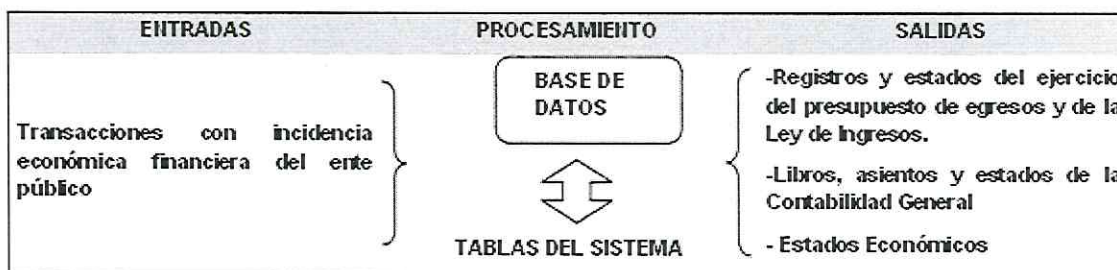 ENTRADAS
PROCESAMIENTO
SALIDAS
Transacciones con incidencia
económica financiera del ente
público
BASE DE
DATOS
TABLAS DEL SISTEMA
-Registros y estados del ejercicio
del presupuesto de egresos y de la
Ley de Ingresos.
-Libros, asientos y estados de la
Contabilidad General
- Estados Económicos